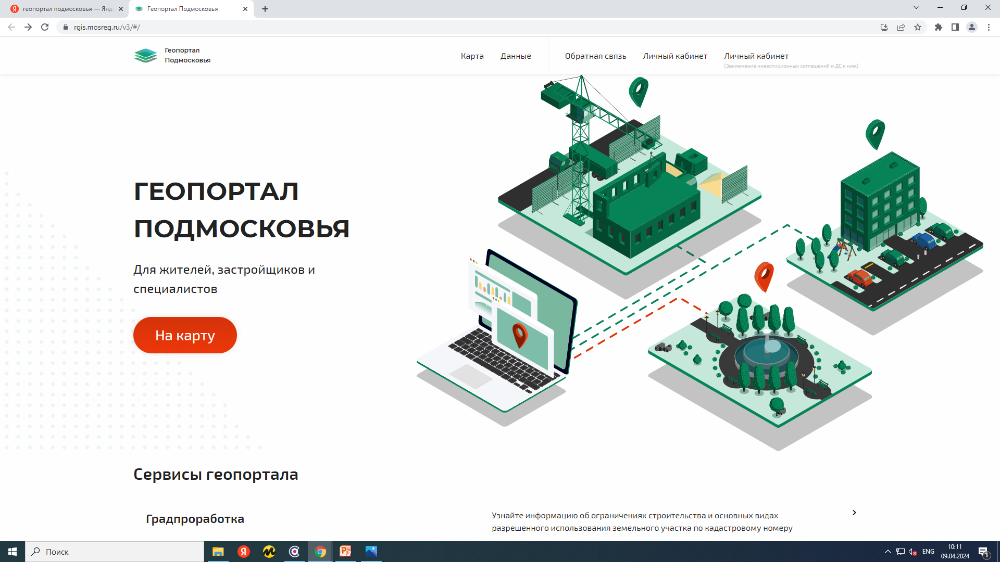 геопортал подмосковья — Янд
Геопортал Подмосковья
rgis.mosreg.ru/v3/#/
Геопортал
Подмосковья
Карта
Данные
Обратная связь
Личный кабинет
Личный кабинет
(Заключение инвестиционных соглашений и ДС к ним)
ГЕОПОРТАЛ
ПОДМОСКОВЬЯ
Для жителей, застройщиков и
специалистов
На карту
Сервисы геопортала
Градпроработка
Узнайте информацию об ограничениях строительства и основных видах
разрешенного использования земельного участка по кадастровому номеру
Поиск
ENG
10:11
09.04.2024
1